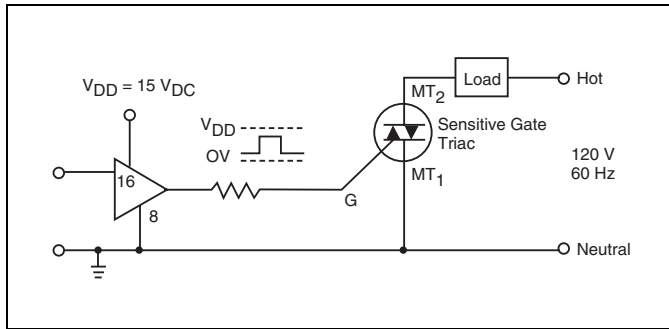 V_DD = 15 V_DC
V_DD
OV
16
8
G
MT_2
Load
Hot
Sensitive Gate
Triac
MT_1
120 V
60 Hz
Neutral